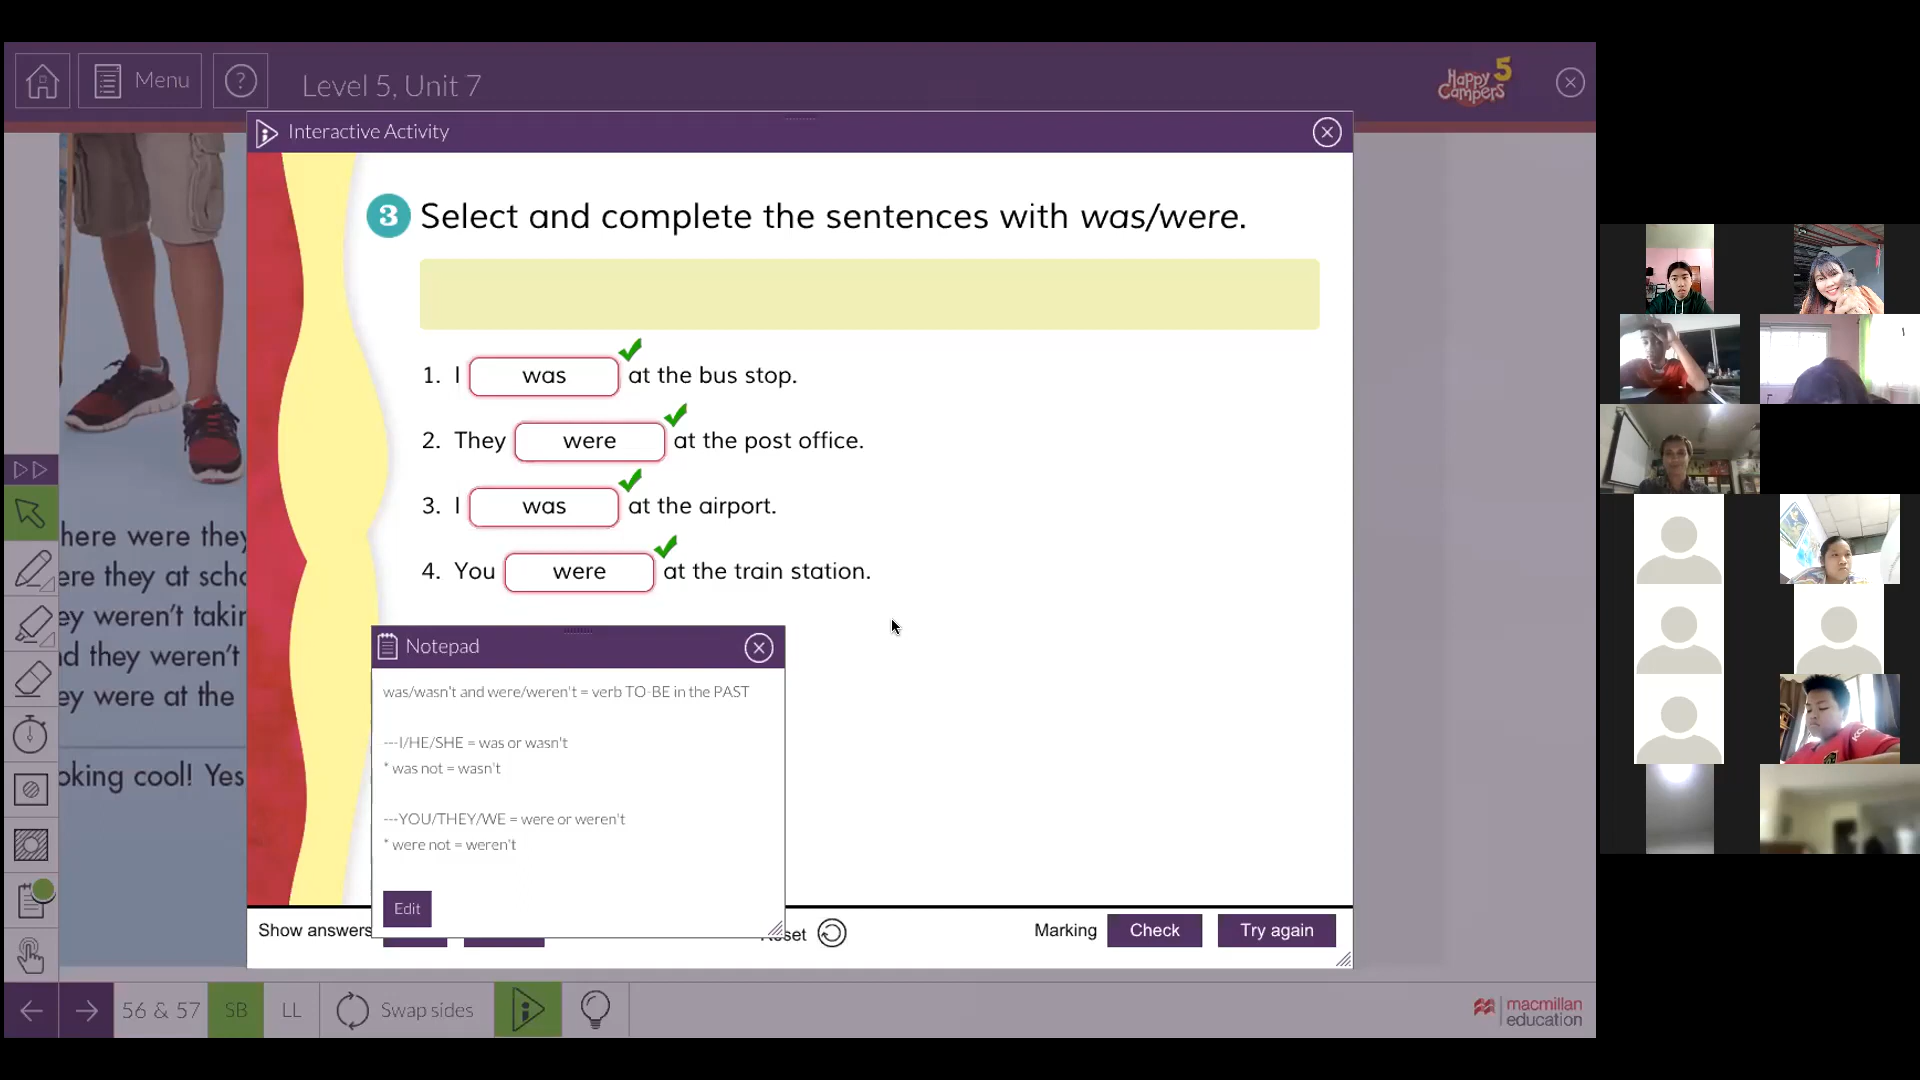 Menu
?
Level 5, Unit 7
Happy Campers 5
Interactive Activity
3 Select and complete the sentences with was/were.
1. I was at the bus stop.
2. They were at the post office.
3. I was at the airport.
4. You were at the train station.
here were they
ere they at scho
ey weren't takin
d they weren't
ey were at the
oking cool! Yes
Notepad
was/wasn't and were/weren't = verb TO-BE in the PAST
---I/HE/SHE = was or wasn't
* was not = wasn't
---YOU/THEY/WE = were or weren't
* were not = weren't
Edit
Show answers
Reset
Marking
Check
Try again
56 & 57
SB
LL
Swap sides
macmillan
education